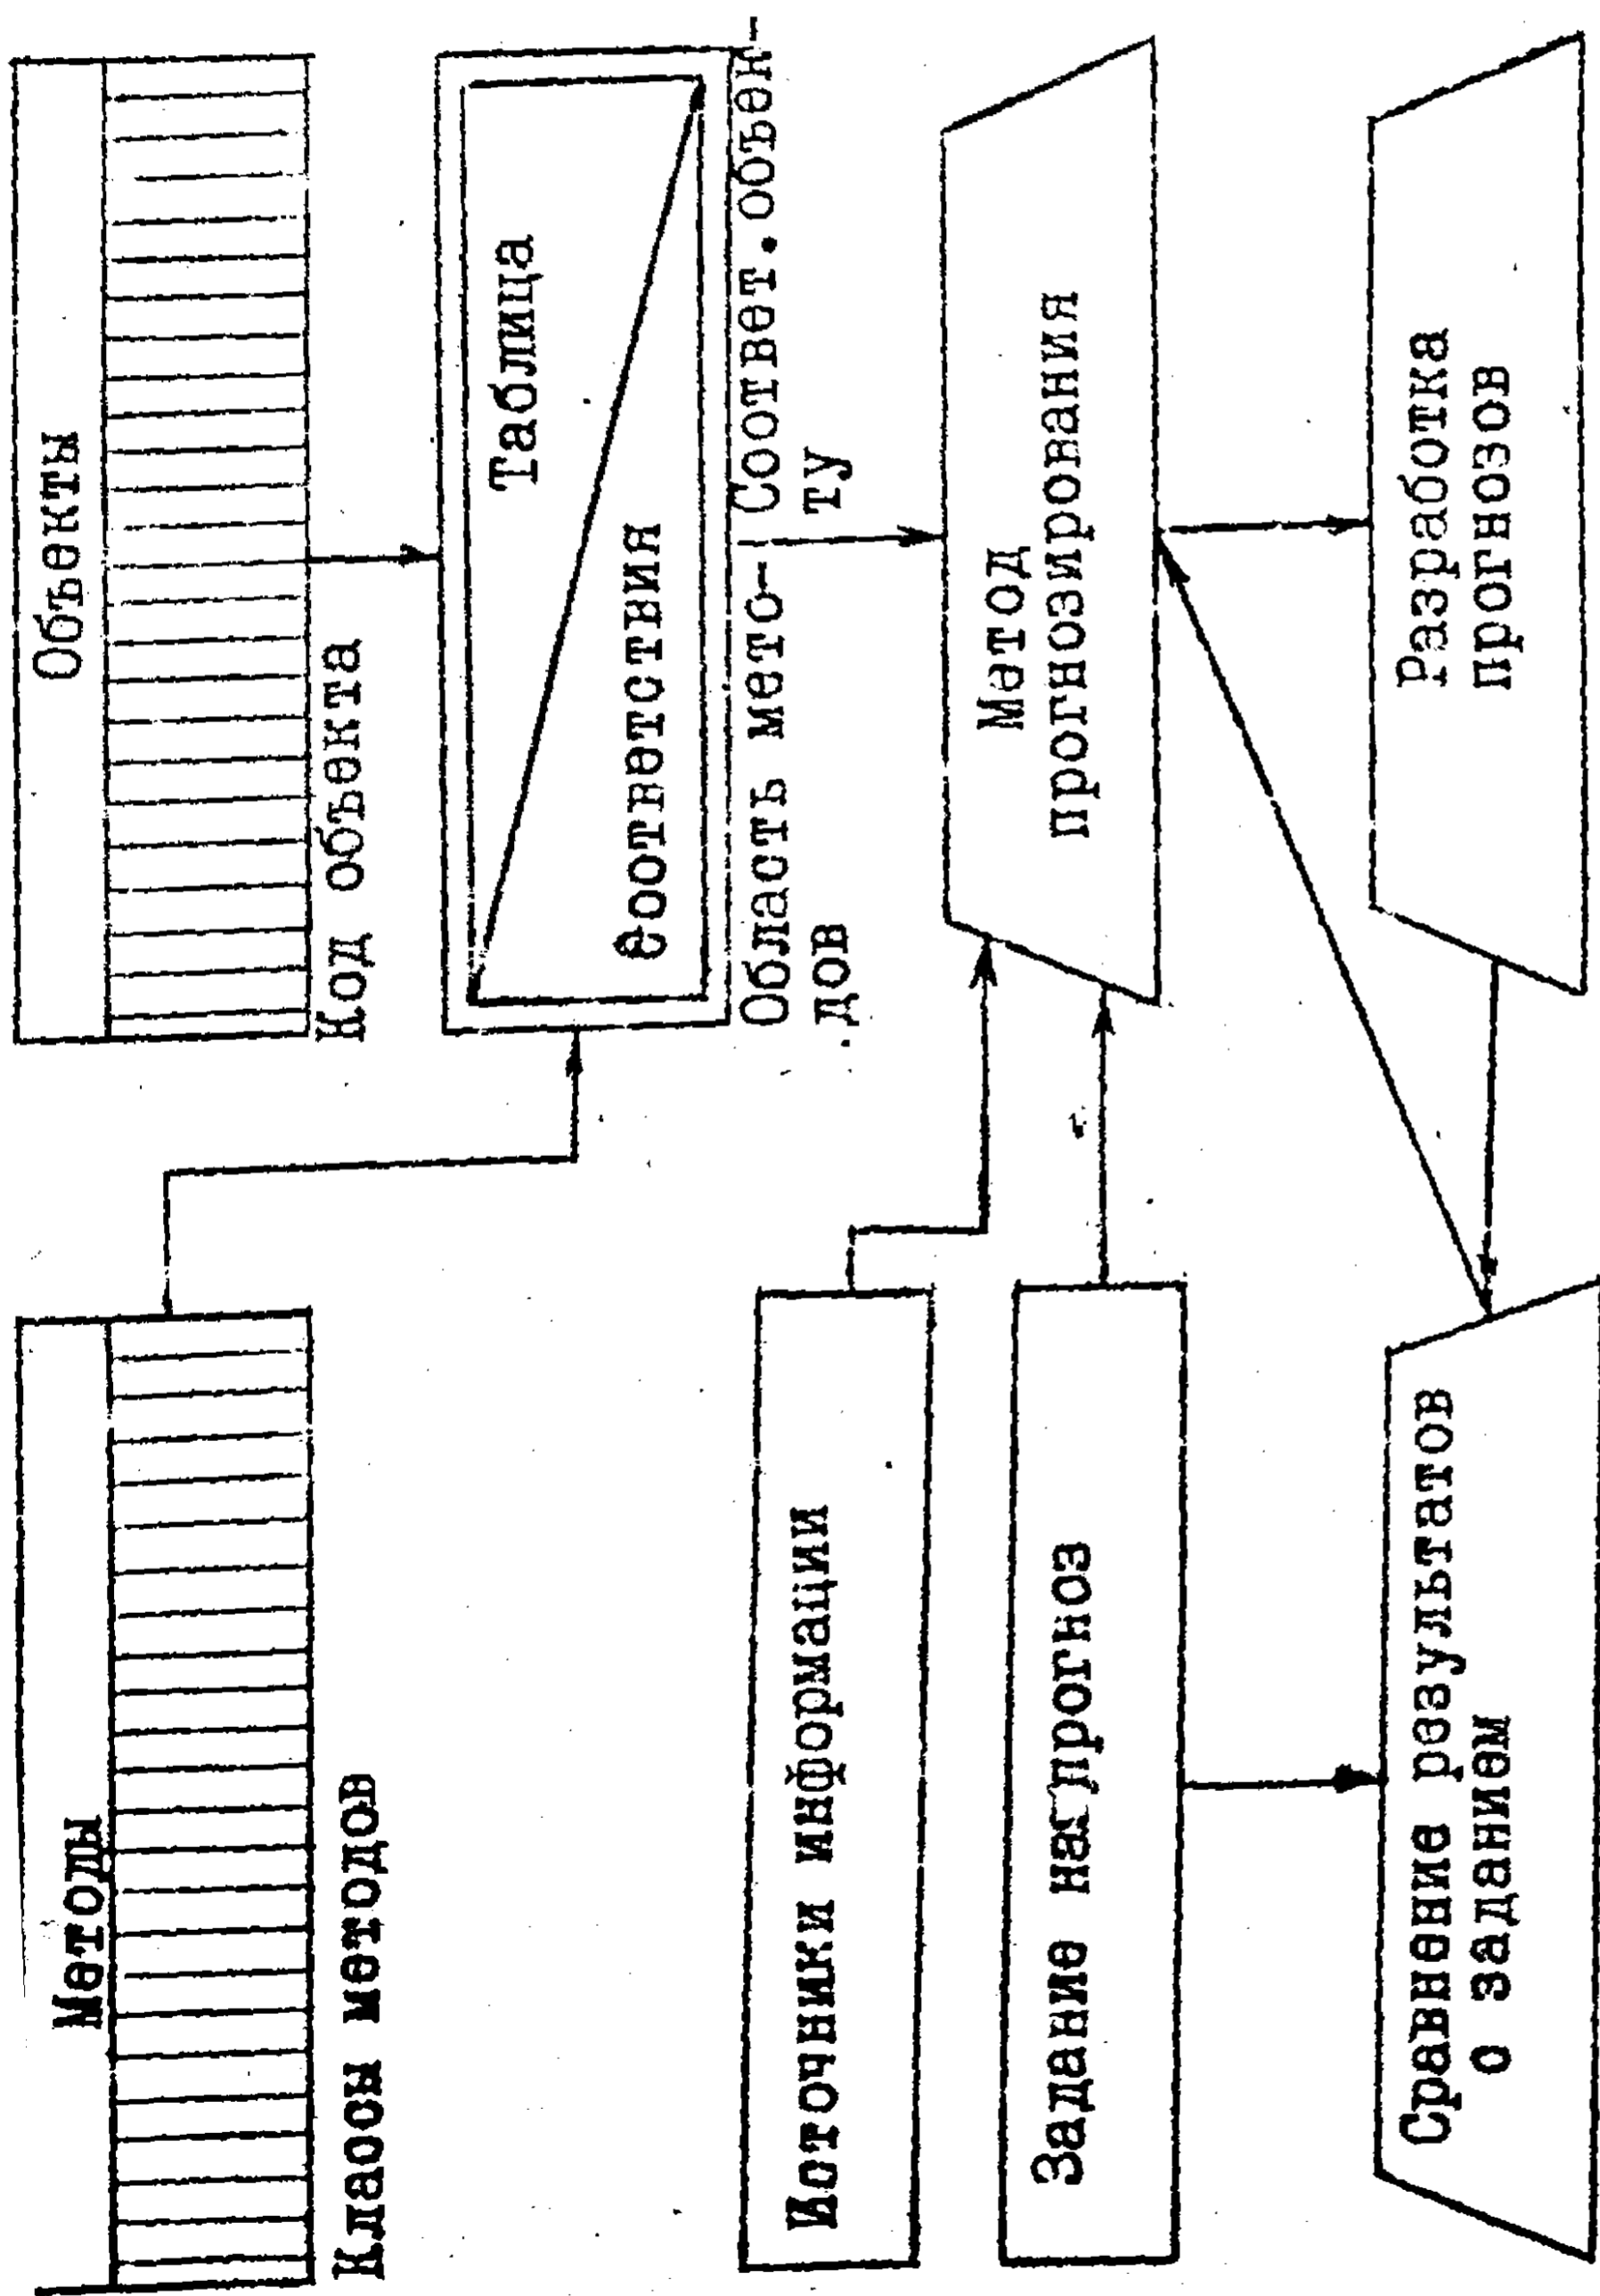 Методы
Классы методов
Объекты
Код объекта
Таблица
Соответствия
Область мето-
дов
Соответ.объек-
ту
Источники информации
Задание на прогноз
Метод
прогнозирования
Сравнение результатов
с заданием
Разработка
прогнозов